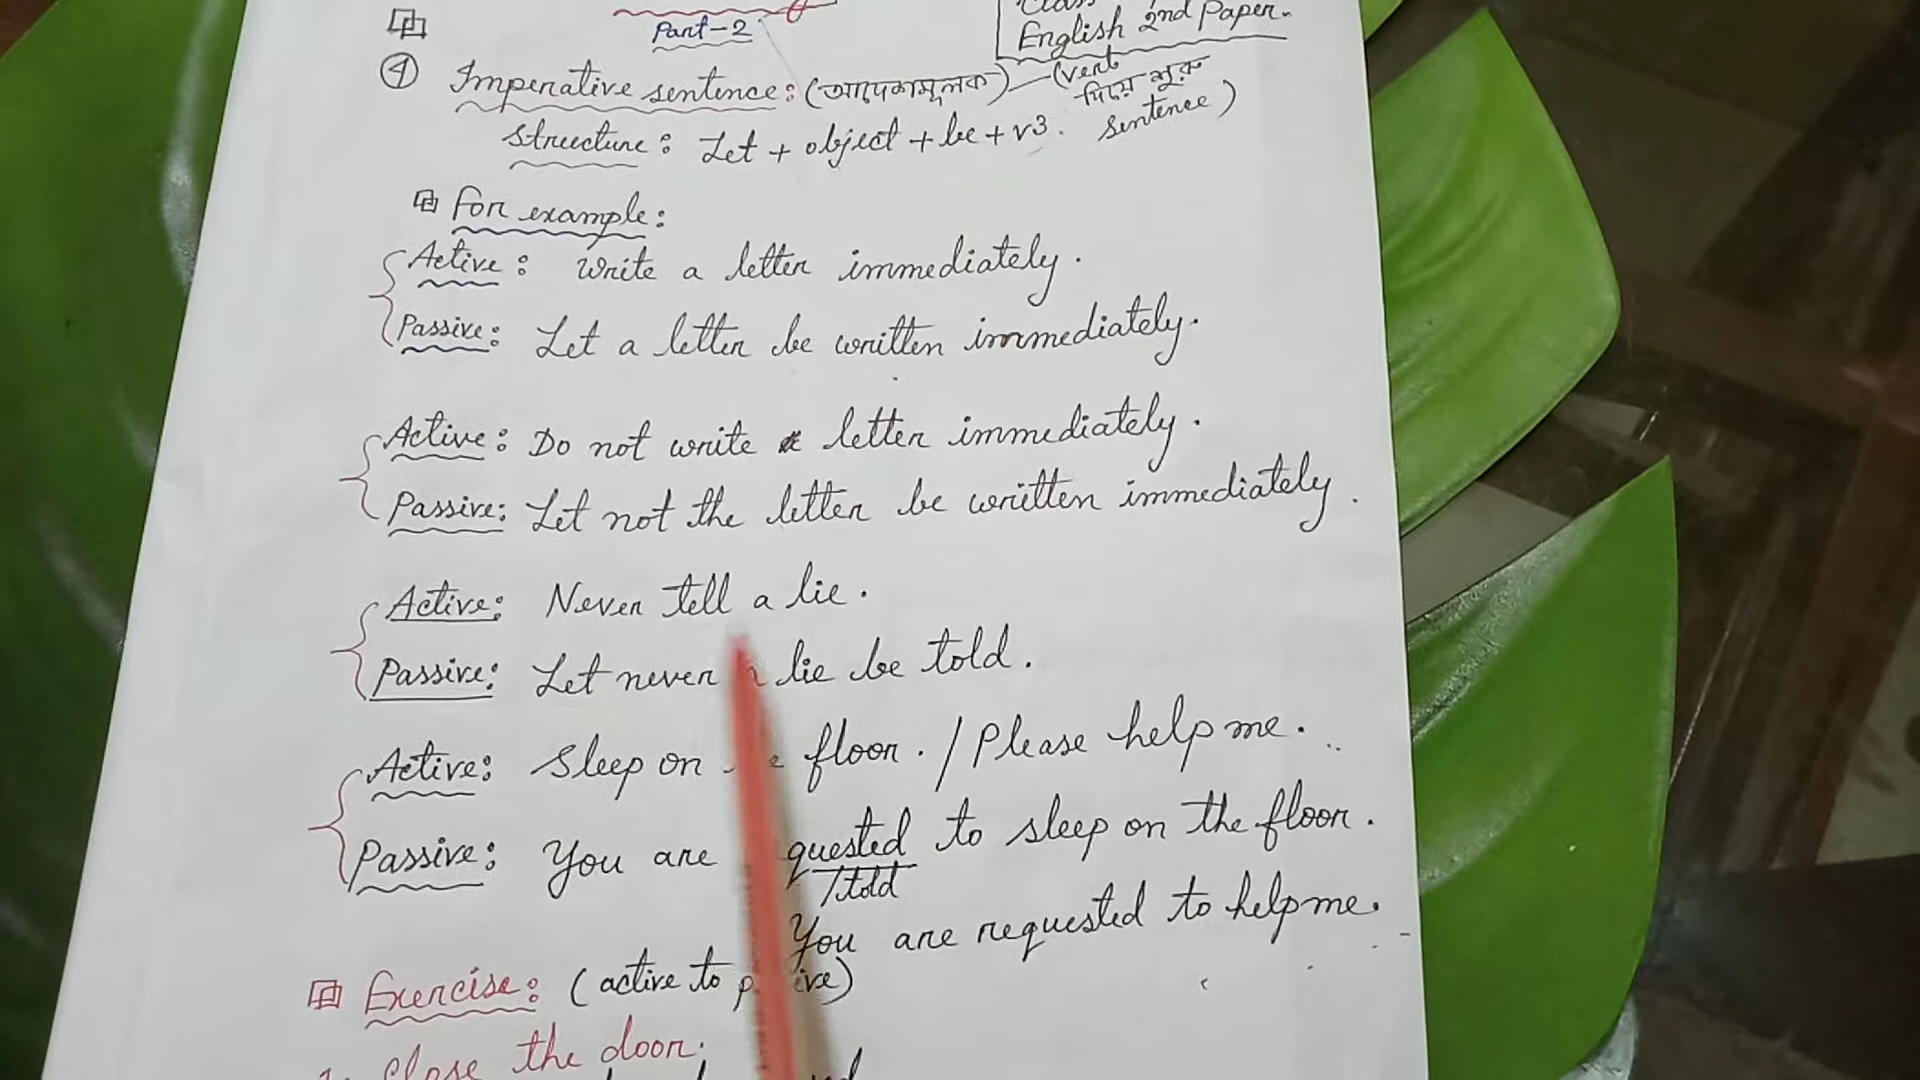 Part-2
English 2nd Paper.
④ Imperative sentence: (আদেশমূলক) — (verb
দিয়ে শুরু
sentence)
Structure: Let + object + be + v3.
For example:
Active: Write a letter immediately.
Passive: Let a letter be written immediately.
Active: Do not write letter immediately.
Passive: Let not the letter be written immediately.
Active: Never tell a lie.
Passive: Let never lie be told.
Active: Sleep on floor. / Please help me.
Passive: You are requested to sleep on the floor.
/told
You are requested to help me.
Exercise: (active to passive)
1. Close the door.